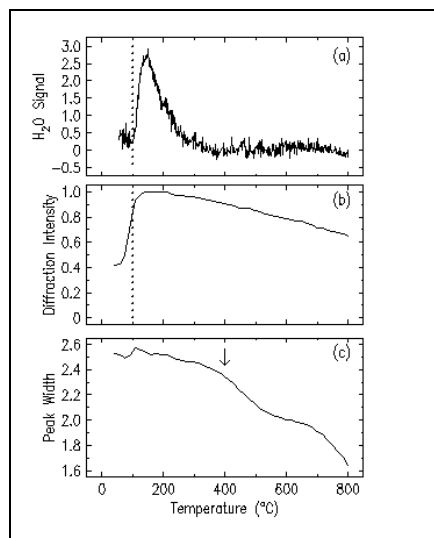 (a)
3.0
2.5
2.0
1.5
1.0
0.5
0
−0.5
H₂O Signal
(b)
1.0
0.8
0.6
0.4
0.2
0
Diffraction Intensity
(c)
2.6
2.4
2.2
2.0
1.8
1.6
Peak Width
0 200 400 600 800
Temperature (°C)